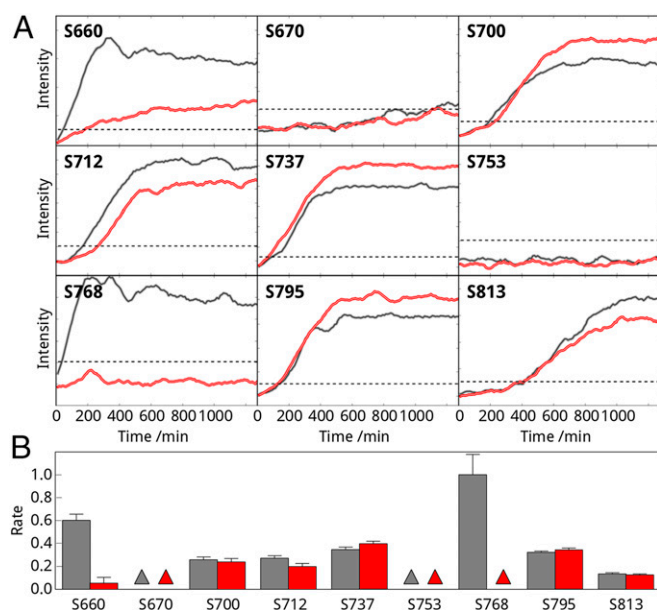 A
S660
S670
S700
Intensity
S712
S737
S753
Intensity
S768
S795
S813
Intensity
0 200 400 600 800 1000
0 200 400 600 800 1000
0 200 400 600 800 1000
Time /min
Time /min
Time /min
B
Rate
1.0
0.8
0.6
0.4
0.2
0.0
S660 S670 S700 S712 S737 S753 S768 S795 S813